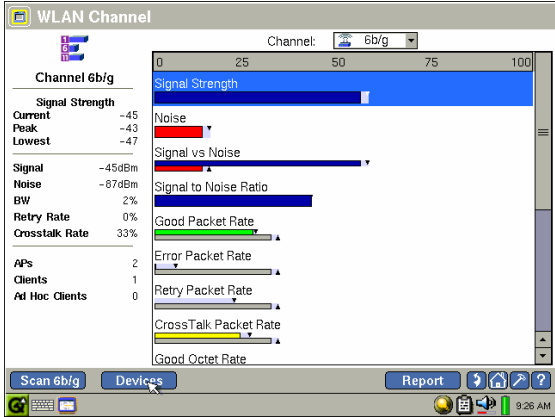 WLAN Channel
Channel: 6b/g
1
6
11
Channel 6b/g
Signal Strength
Current -45
Peak -43
Lowest -47
Signal -45dBm
Noise -87dBm
BW 2%
Retry Rate 0%
Crosstalk Rate 33%
APs 2
Clients 1
Ad Hoc Clients 0
0 25 50 75 100
Signal Strength
Noise
Signal vs Noise
Signal to Noise Ratio
Good Packet Rate
Error Packet Rate
Retry Packet Rate
CrossTalk Packet Rate
Good Octet Rate
Scan 6b/g Devices Report ?
9:26 AM